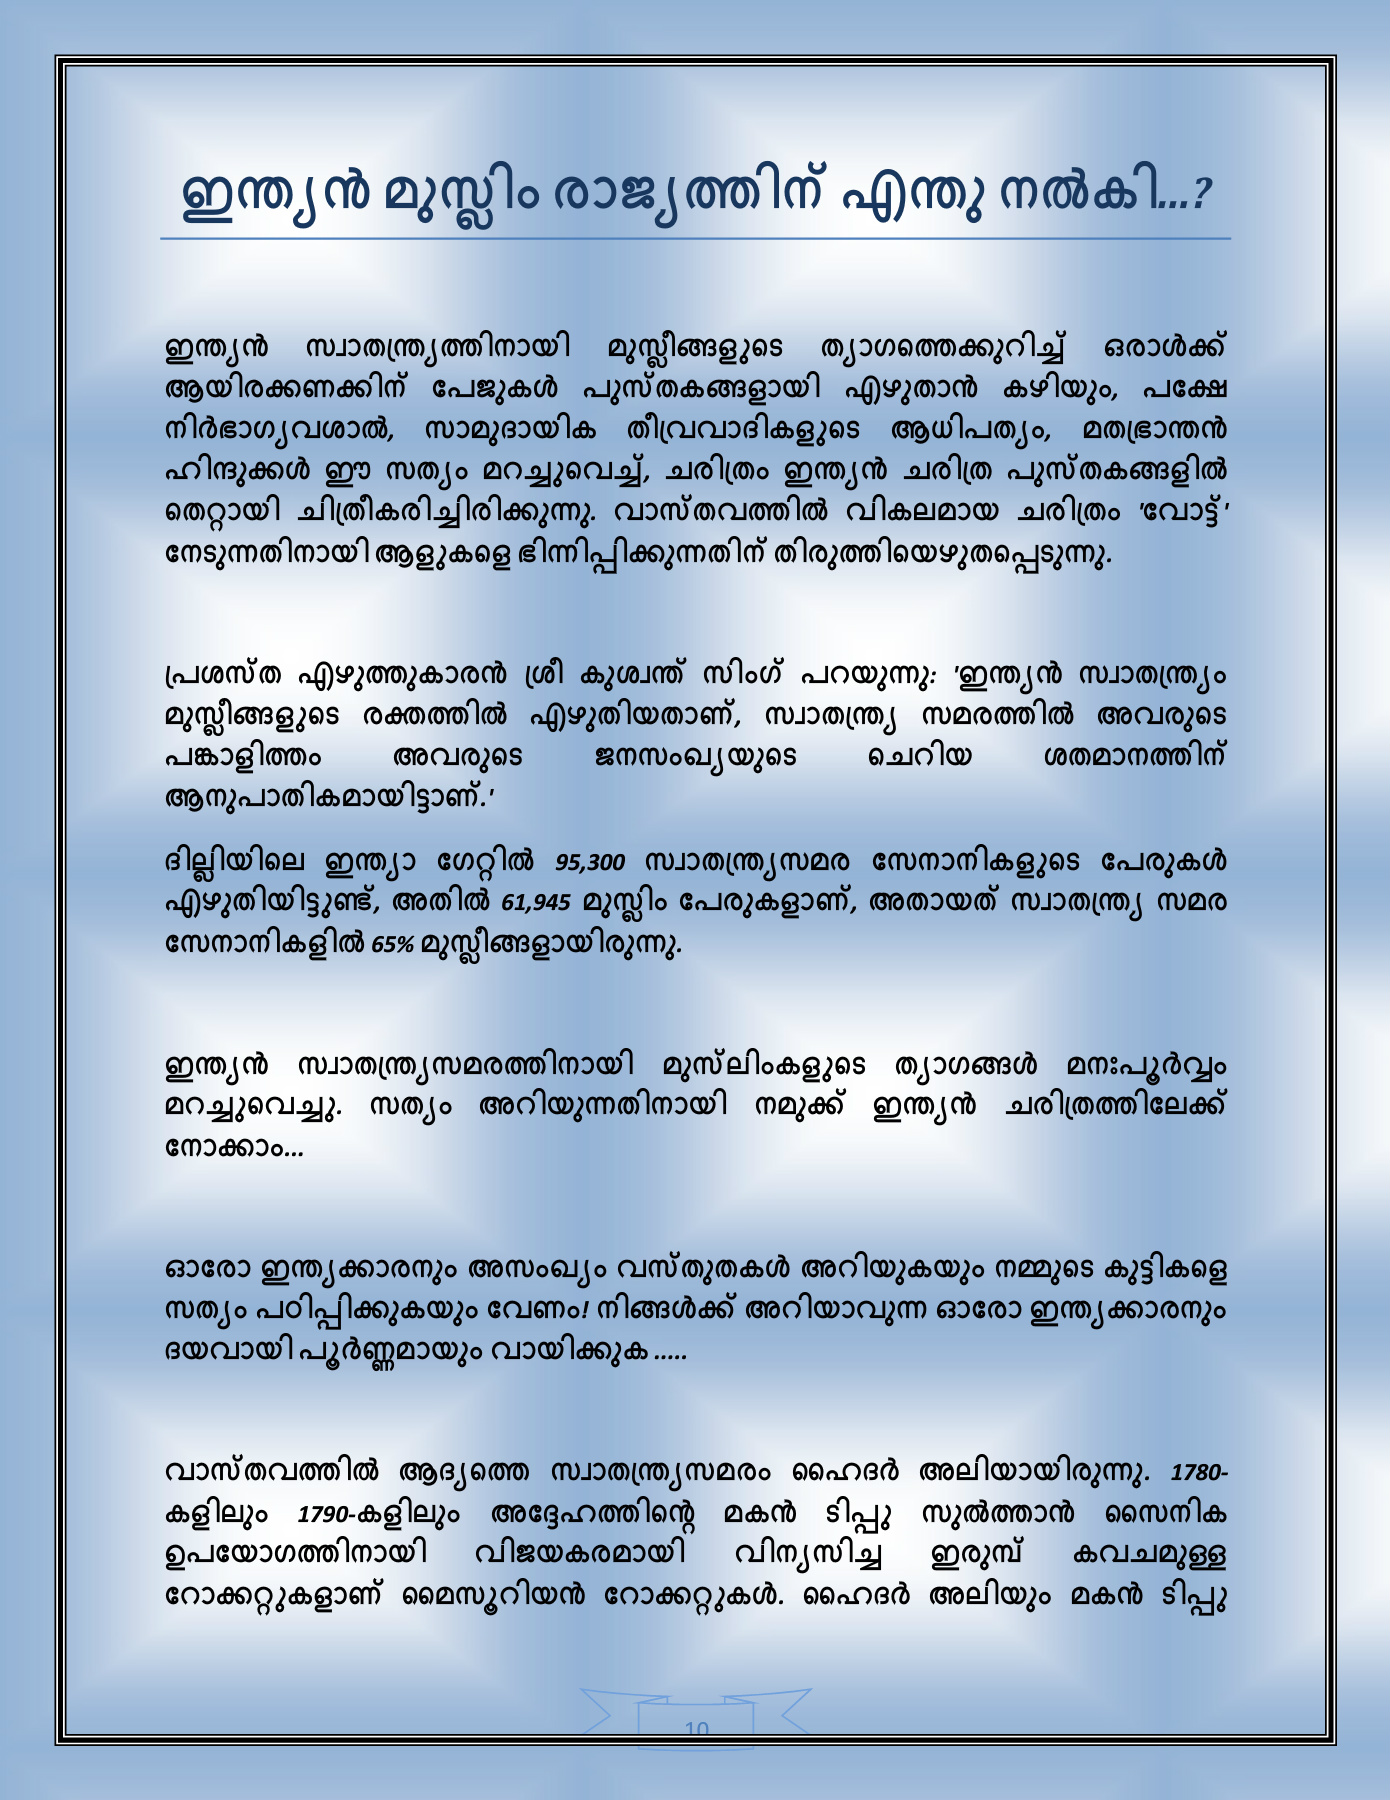 ഇന്ത്യൻ മുസ്ലിം രാജ്യത്തിന് എന്തു നൽകി...?
ഇന്ത്യൻ സ്വാതന്ത്ര്യത്തിനായി മുസ്ലീങ്ങളുടെ ത്യാഗത്തെക്കുറിച്ച് ഒരാൾക്ക്
ആയിരക്കണക്കിന് പേജുകൾ പുസ്തകങ്ങളായി എഴുതാൻ കഴിയും, പക്ഷേ
നിർഭാഗ്യവശാൽ, സാമുദായിക തീവ്രവാദികളുടെ ആധിപത്യം, മതഭ്രാന്തൻ
ഹിന്ദുക്കൾ ഈ സത്യം മറച്ചുവെച്ച്, ചരിത്രം ഇന്ത്യൻ ചരിത്ര പുസ്തകങ്ങളിൽ
തെറ്റായി ചിത്രീകരിച്ചിരിക്കുന്നു. വാസ്തവത്തിൽ വികലമായ ചരിത്രം 'വോട്ട്'
നേടുന്നതിനായി ആളുകളെ ഭിന്നിപ്പിക്കുന്നതിന് തിരുത്തിയെഴുതപ്പെടുന്നു.
പ്രശസ്ത എഴുത്തുകാരൻ ശ്രീ കുശ്വന്ത് സിംഗ് പറയുന്നു: 'ഇന്ത്യൻ സ്വാതന്ത്ര്യം
മുസ്ലീങ്ങളുടെ രക്തത്തിൽ എഴുതിയതാണ്, സ്വാതന്ത്ര്യ സമരത്തിൽ അവരുടെ
പങ്കാളിത്തം അവരുടെ ജനസംഖ്യയുടെ ചെറിയ ശതമാനത്തിന്
ആനുപാതികമായിട്ടാണ്.'
ദില്ലിയിലെ ഇന്ത്യാ ഗേറ്റിൽ 95,300 സ്വാതന്ത്ര്യസമര സേനാനികളുടെ പേരുകൾ
എഴുതിയിട്ടുണ്ട്, അതിൽ 61,945 മുസ്ലിം പേരുകളാണ്, അതായത് സ്വാതന്ത്ര്യ സമര
സേനാനികളിൽ 65% മുസ്ലീങ്ങളായിരുന്നു.
ഇന്ത്യൻ സ്വാതന്ത്ര്യസമരത്തിനായി മുസ്‌ലിംകളുടെ ത്യാഗങ്ങൾ മനഃപൂർവ്വം
മറച്ചുവെച്ചു. സത്യം അറിയുന്നതിനായി നമുക്ക് ഇന്ത്യൻ ചരിത്രത്തിലേക്ക്
നോക്കാം...
ഓരോ ഇന്ത്യക്കാരനും അസംഖ്യം വസ്തുതകൾ അറിയുകയും നമ്മുടെ കുട്ടികളെ
സത്യം പഠിപ്പിക്കുകയും വേണം! നിങ്ങൾക്ക് അറിയാവുന്ന ഓരോ ഇന്ത്യക്കാരനും
ദയവായി പൂർണ്ണമായും വായിക്കുക .....
വാസ്തവത്തിൽ ആദ്യത്തെ സ്വാതന്ത്ര്യസമരം ഹൈദർ അലിയായിരുന്നു. 1780-
കളിലും 1790-കളിലും അദ്ദേഹത്തിന്റെ മകൻ ടിപ്പു സുൽത്താൻ സൈനിക
ഉപയോഗത്തിനായി വിജയകരമായി വിന്യസിച്ച ഇരുമ്പ് കവചമുള്ള
റോക്കറ്റുകളാണ് മൈസൂറിയൻ റോക്കറ്റുകൾ. ഹൈദർ അലിയും മകൻ ടിപ്പു
10